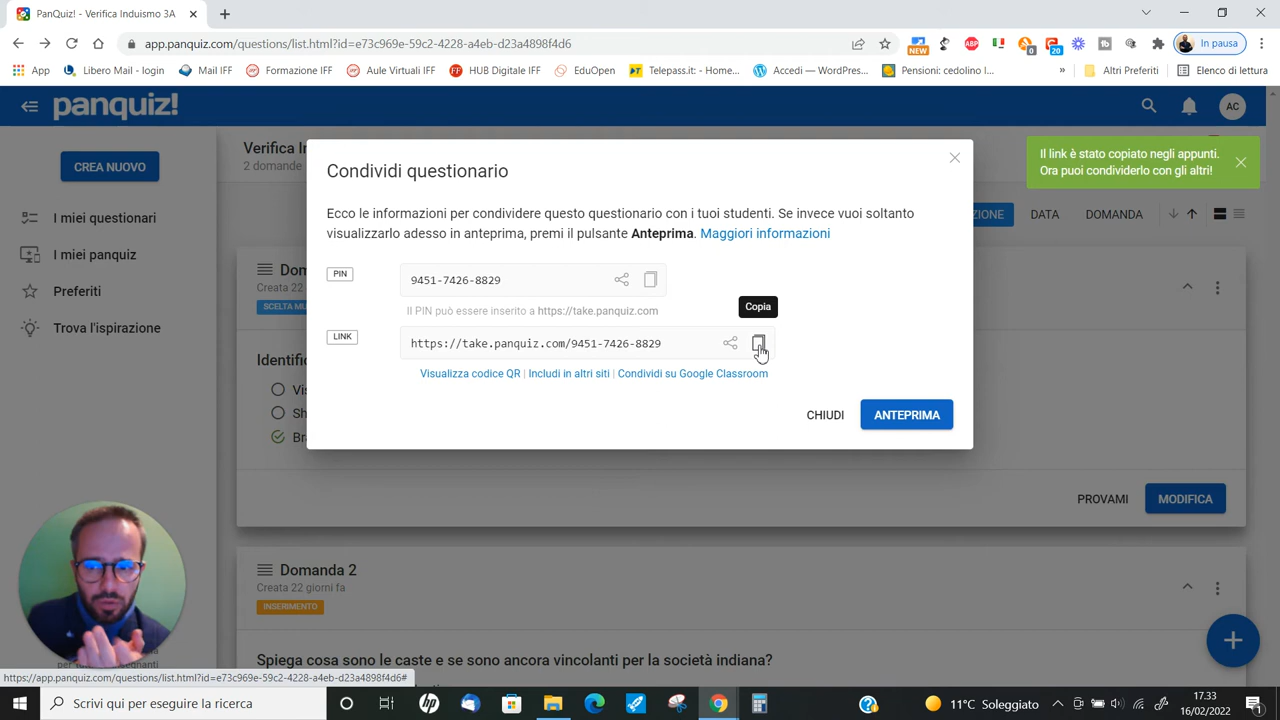 PanQuiz! - Verifica Induismo 3A
app.panquiz.com/questions/list.html?id=e73c969e-59c2-4228-a4eb-d23a4898f4d6
NEW
ABP
0
20
In pausa
App
Libero Mail - login
Mail IFF
Formazione IFF
Aule Virtuali IFF
HUB Digitale IFF
EduOpen
Telepass.it: - Home...
Accedi — WordPress...
Pensioni: cedolino I...
»
Altri Preferiti
Elenco di lettura
panquiz!
AC
CREA NUOVO
I miei questionari
I miei panquiz
Preferiti
Trova l'ispirazione
Verifica In
2 domande
ZIONE
DATA
DOMANDA
Il link è stato copiato negli appunti.
Ora puoi condividerlo con gli altri!
Condividi questionario
Ecco le informazioni per condividere questo questionario con i tuoi studenti. Se invece vuoi soltanto
visualizzarlo adesso in anteprima, premi il pulsante Anteprima. Maggiori informazioni
PIN
9451-7426-8829
Il PIN può essere inserito a https://take.panquiz.com
Copia
LINK
https://take.panquiz.com/9451-7426-8829
Visualizza codice QR | Includi in altri siti | Condividi su Google Classroom
CHIUDI
ANTEPRIMA
Dom
Creata 22
SCELTA MU
Identifi
Vis
Sh
Bra
PROVAMI
MODIFICA
Domanda 2
Creata 22 giorni fa
INSERIMENTO
Spiega cosa sono le caste e se sono ancora vincolanti per la società indiana?
https://app.panquiz.com/questions/list.html?id=e73c969e-59c2-4228-a4eb-d23a4898f4d6#
Scrivi qui per eseguire la ricerca
11°C Soleggiato
17.33
16/02/2022